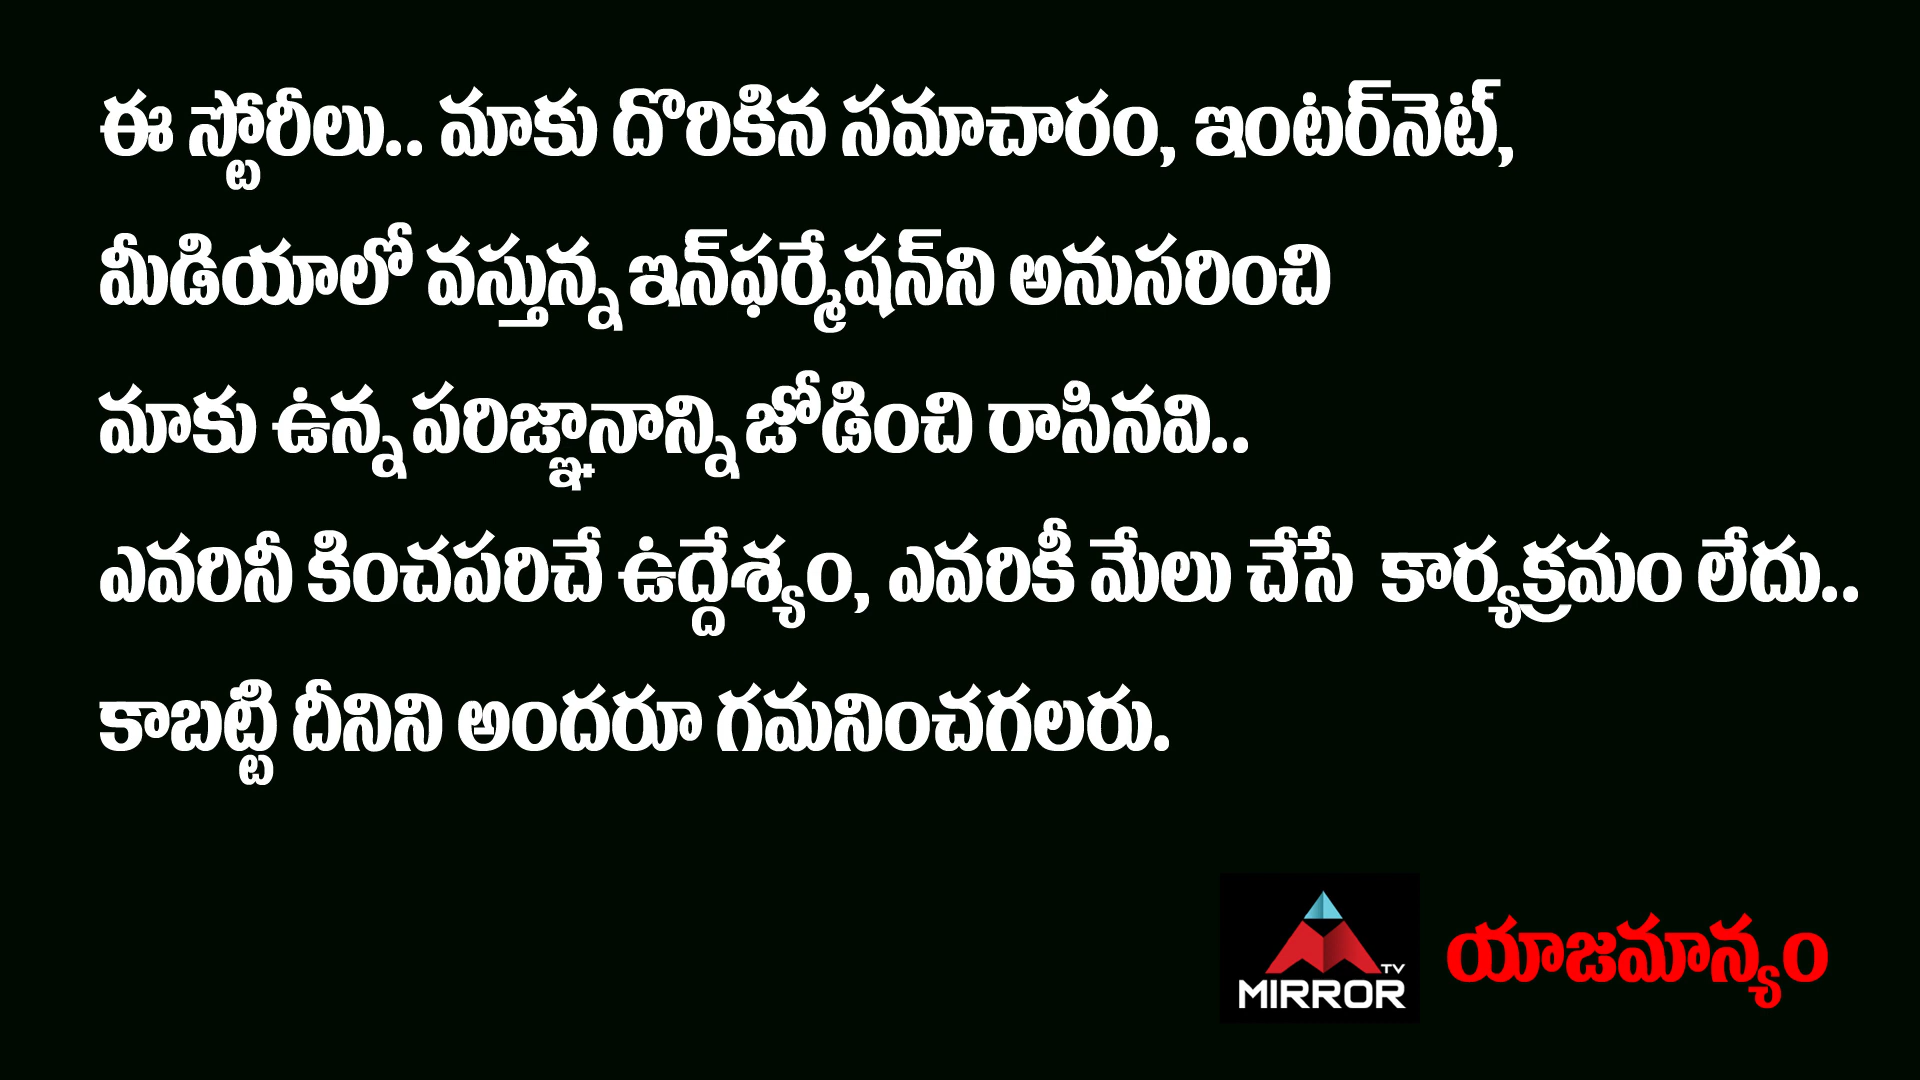 ఈ స్టోరీలు.. మాకు దొరికిన సమాచారం, ఇంటర్‌నెట్,
మీడియాలో వస్తున్న ఇన్‌ఫర్మేషన్‌ని అనుసరించి
మాకు ఉన్న పరిజ్ఞానాన్ని జోడించి రాసినవి..
ఎవరినీ కించపరిచే ఉద్దేశ్యం, ఎవరికీ మేలు చేసే కార్యక్రమం లేదు..
కాబట్టి దీనిని అందరూ గమనించగలరు.
TV
MIRROR
యాజమాన్యం